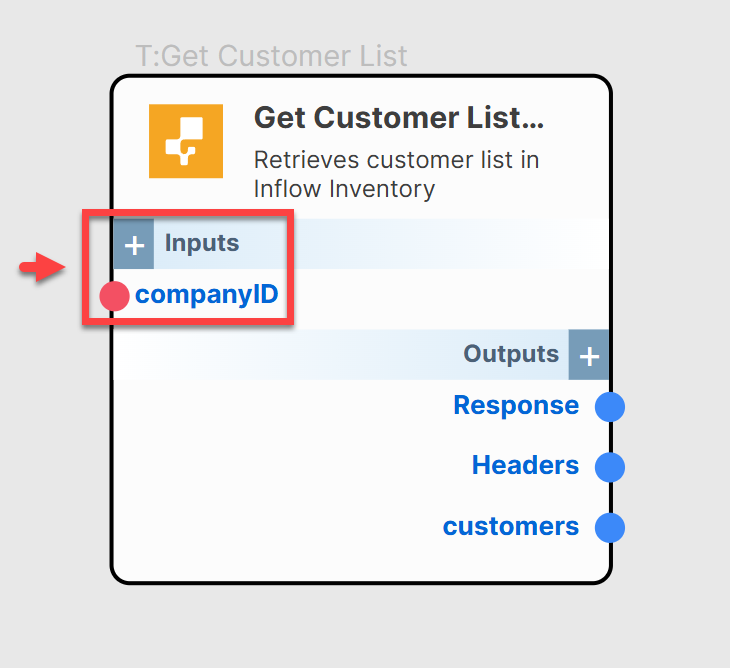 T:Get Customer List
Get Customer List...
Retrieves customer list in
Inflow Inventory
+ Inputs
companyID
Outputs +
Response
Headers
customers